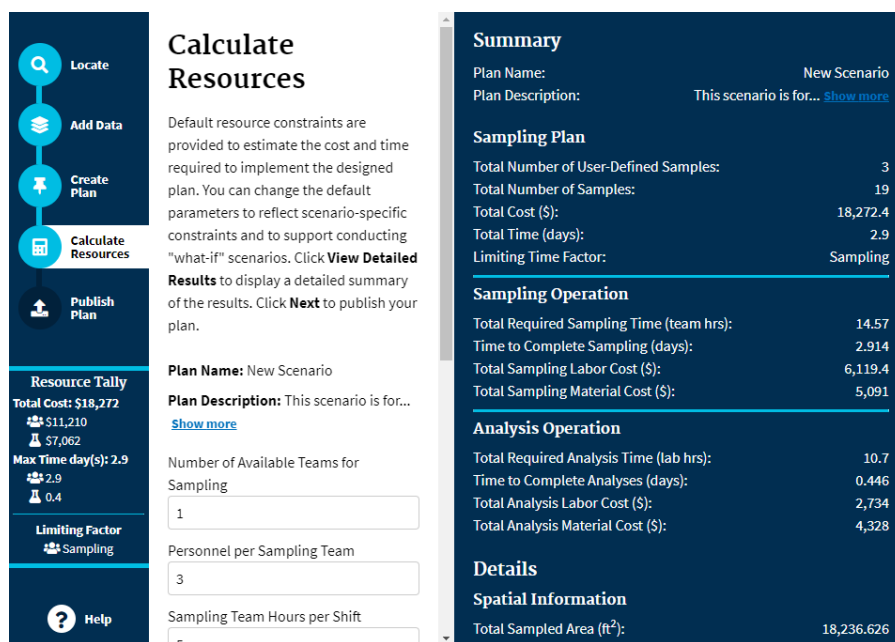 Locate
Add Data
Create
Plan
Calculate
Resources
Publish
Plan
Resource Tally
Total Cost: $18,272
$11,210
$7,062
Max Time day(s): 2.9
2.9
0.4
Limiting Factor
Sampling
? Help
Calculate
Resources
Default resource constraints are
provided to estimate the cost and time
required to implement the designed
plan. You can change the default
parameters to reflect scenario-specific
constraints and to support conducting
"what-if" scenarios. Click View Detailed
Results to display a detailed summary
of the results. Click Next to publish your
plan.
Plan Name: New Scenario
Plan Description: This scenario is for...
Show more
Number of Available Teams for
Sampling
1
Personnel per Sampling Team
3
Sampling Team Hours per Shift
Summary
Plan Name: New Scenario
Plan Description: This scenario is for... Show more
Sampling Plan
Total Number of User-Defined Samples: 3
Total Number of Samples: 19
Total Cost ($): 18,272.4
Total Time (days): 2.9
Limiting Time Factor: Sampling
Sampling Operation
Total Required Sampling Time (team hrs): 14.57
Time to Complete Sampling (days): 2.914
Total Sampling Labor Cost ($): 6,119.4
Total Sampling Material Cost ($): 5,091
Analysis Operation
Total Required Analysis Time (lab hrs): 10.7
Time to Complete Analyses (days): 0.446
Total Analysis Labor Cost ($): 2,734
Total Analysis Material Cost ($): 4,328
Details
Spatial Information
Total Sampled Area (ft²): 18,236.626